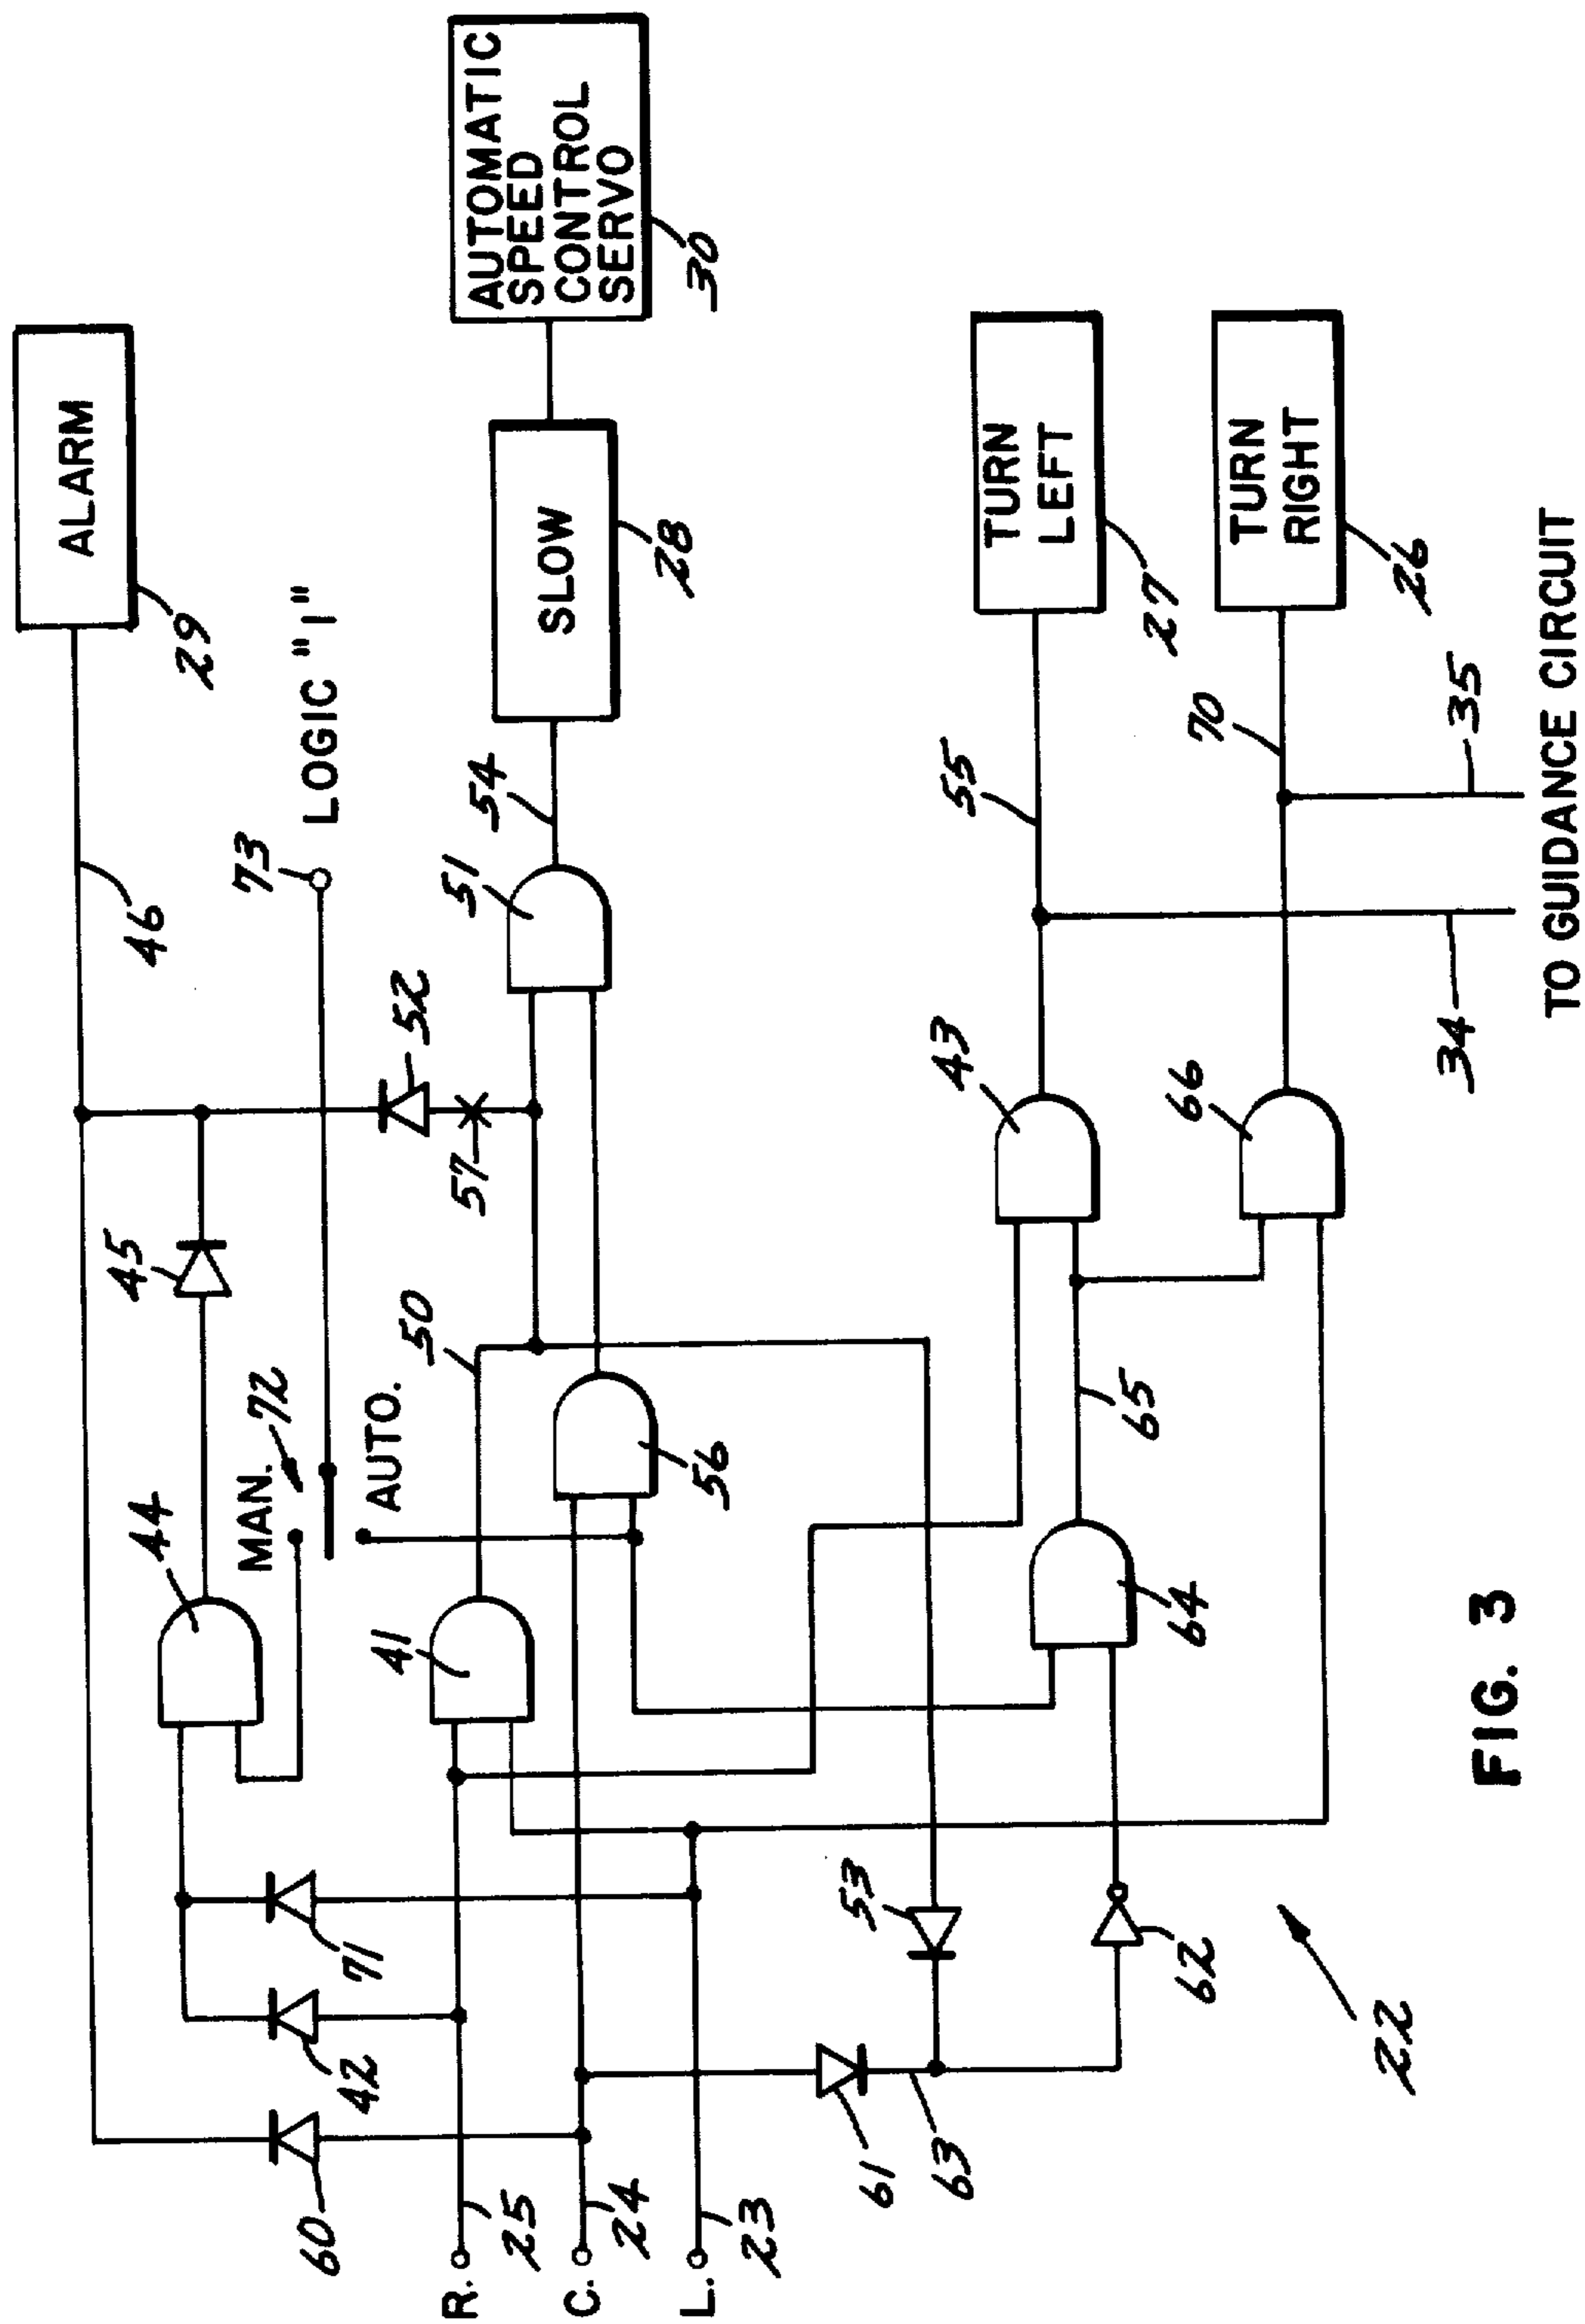 ALARM
29
46
LOGIC "1"
73
AUTOMATIC
SPEED
CONTROL
SERVO
30
SLOW
28
54
51
52
57
45
50
MAN.
72
AUTO.
44
41
56
71
42
60
R.
25
C.
24
L.
23
61
63
53
62
64
65
43
66
55
70
TURN
LEFT
27
TURN
RIGHT
26
34
35
TO GUIDANCE CIRCUIT
22
FIG. 3